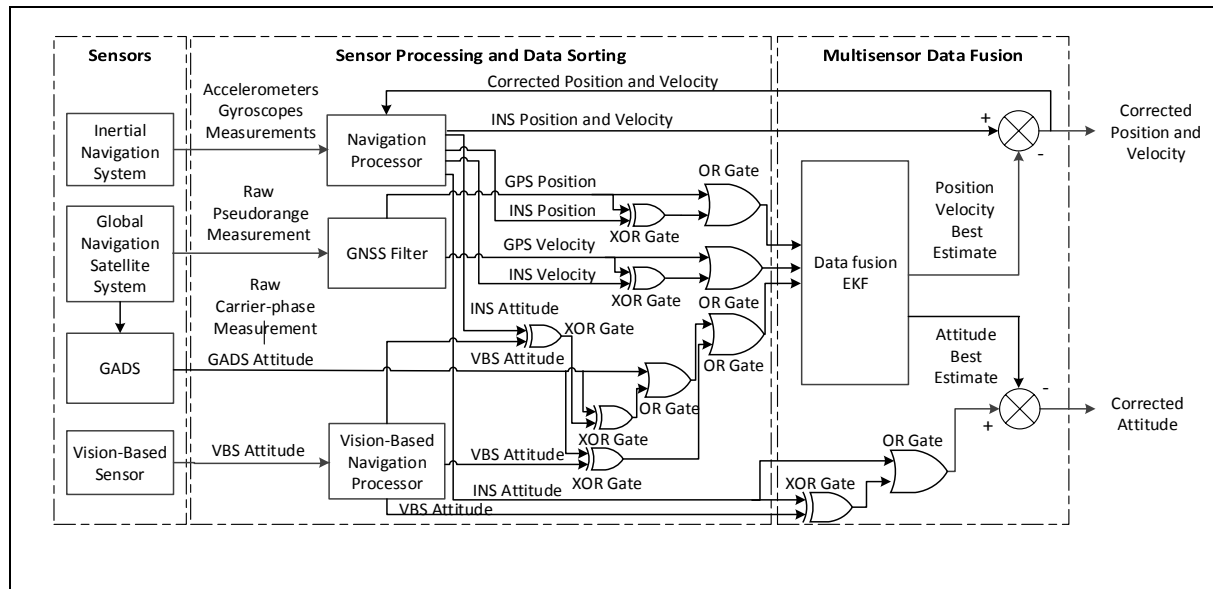 Sensors
Sensor Processing and Data Sorting
Multisensor Data Fusion
Corrected Position and Velocity
Accelerometers
Gyroscopes
Measurements
INS Position and Velocity
+
-
Corrected
Position and
Velocity
Inertial
Navigation
System
Navigation
Processor
OR Gate
GPS Position
INS Position
XOR Gate
Raw
Pseudorange
Measurement
Position
Velocity
Best
Estimate
Global
Navigation
Satellite
System
GNSS Filter
GPS Velocity
INS Velocity
XOR Gate
OR Gate
Data fusion
EKF
Raw
Carrier-phase
Measurement
INS Attitude
XOR Gate
GADS
GADS Attitude
VBS Attitude
OR Gate
OR Gate
Attitude
Best
Estimate
-
+
Corrected
Attitude
XOR Gate
Vision-Based
Sensor
VBS Attitude
Vision-Based
Navigation
Processor
VBS Attitude
XOR Gate
OR Gate
INS Attitude
XOR Gate
VBS Attitude